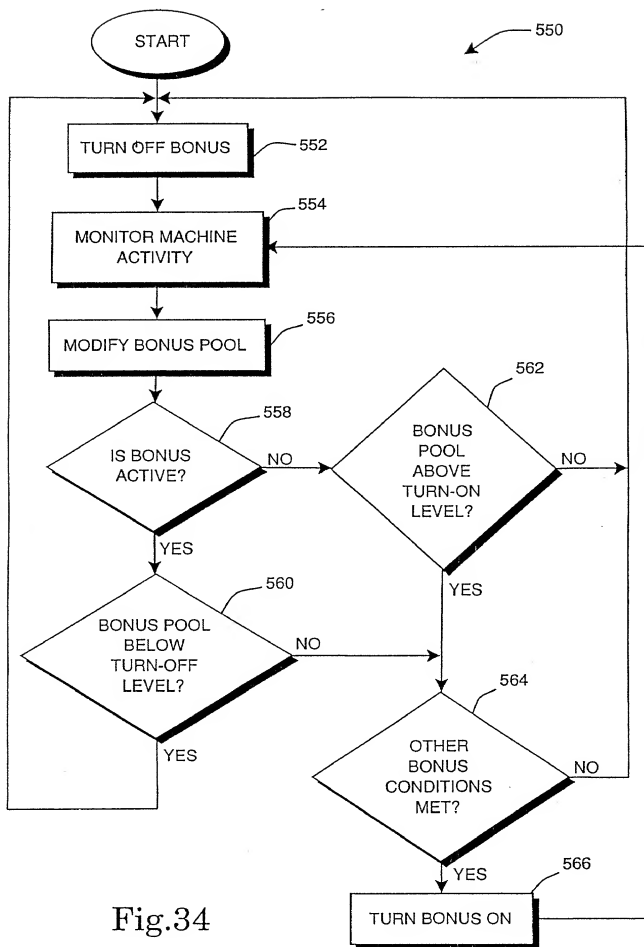 START
550
TURN OFF BONUS
552
554
MONITOR MACHINE
ACTIVITY
556
MODIFY BONUS POOL
562
558
BONUS
POOL
ABOVE
TURN-ON
LEVEL?
IS BONUS
ACTIVE?
NO
NO
YES
YES
560
BONUS POOL
BELOW
TURN-OFF
LEVEL?
NO
564
YES
OTHER
BONUS
CONDITIONS
MET?
NO
YES
566
TURN BONUS ON
Fig.34